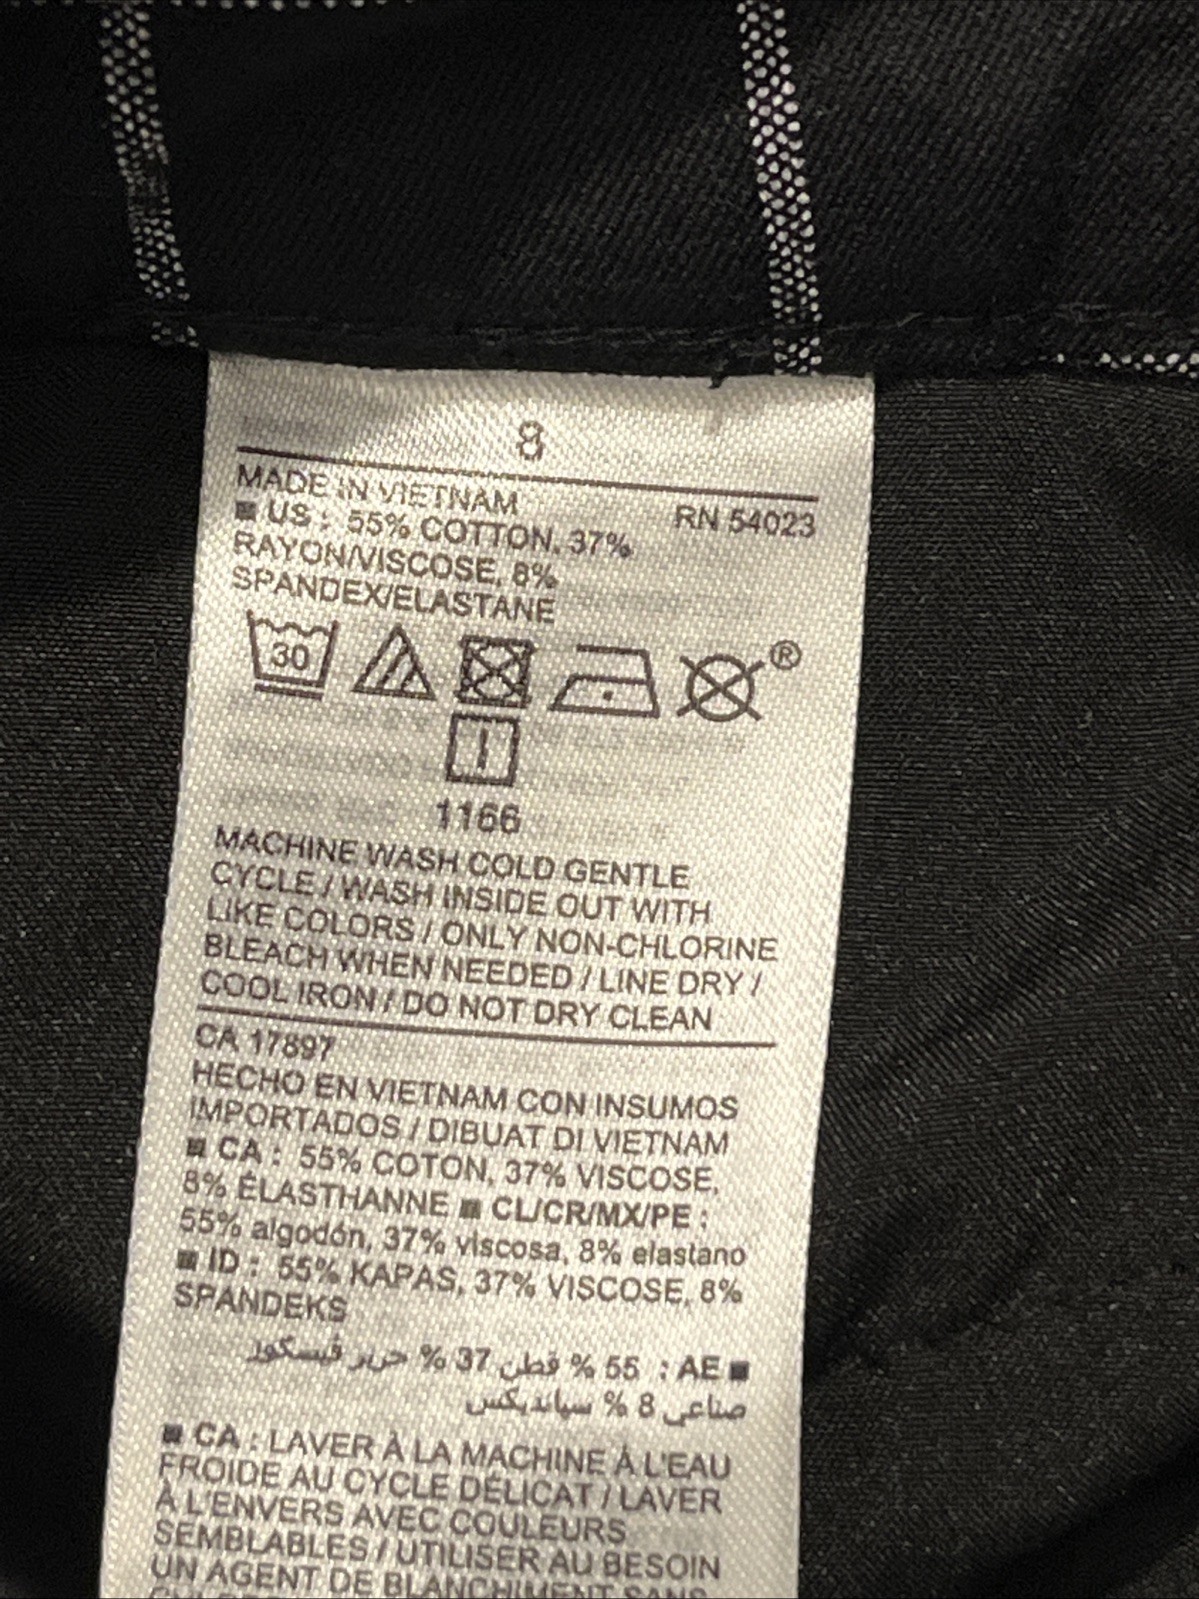 8
MADE IN VIETNAM
RN 54023
■ US : 55% COTTON, 37%
RAYON/VISCOSE, 8%
SPANDEX/ELASTANE
30
®
1166
MACHINE WASH COLD GENTLE
CYCLE / WASH INSIDE OUT WITH
LIKE COLORS / ONLY NON-CHLORINE
BLEACH WHEN NEEDED / LINE DRY /
COOL IRON / DO NOT DRY CLEAN
CA 17897
HECHO EN VIETNAM CON INSUMOS
IMPORTADOS / DIBUAT DI VIETNAM
■ CA : 55% COTON, 37% VISCOSE,
8% ÉLASTHANNE ■ CL/CR/MX/PE :
55% algodón, 37% viscosa, 8% elastano
■ ID : 55% KAPAS, 37% VISCOSE, 8%
SPANDEKS
■ AE : 55 % قطن 37 % حرير فيسكوز
صناعي 8 % سباندیكس
■ CA : LAVER À LA MACHINE À L'EAU
FROIDE AU CYCLE DÉLICAT / LAVER
À L'ENVERS AVEC COULEURS
SEMBLABLES / UTILISER AU BESOIN
UN AGENT DE BLANCHIMENT SANS